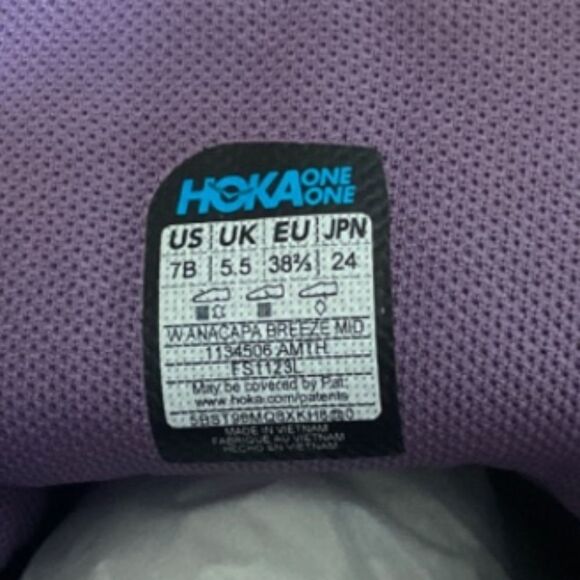 HOKA ONE ONE
US UK EU JPN
7B 5.5 38⅔ 24
W ANACAPA BREEZE MID
1134506 AMTH
FS1123L
May be covered by Pat:
www.hoka.com/patents
MADE IN VIETNAM
FABRIQUE AU VIETNAM
HECHO EN VIETNAM